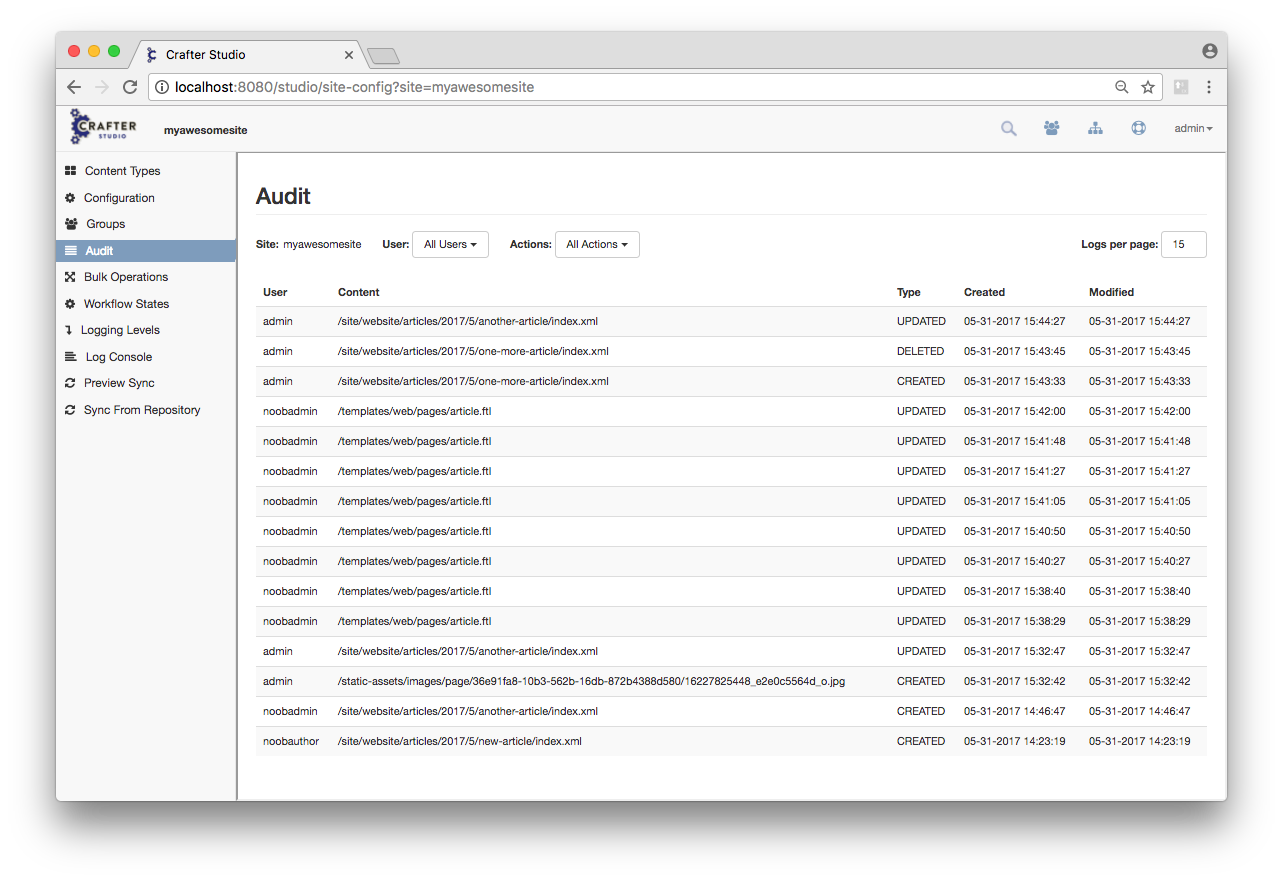 Crafter Studio
localhost:8080/studio/site-config?site=myawesomesite
CRAFTER STUDIO myawesomesite admin
Content Types
Configuration
Groups
Audit
Bulk Operations
Workflow States
Logging Levels
Log Console
Preview Sync
Sync From Repository
Audit
Site: myawesomesite User: All Users Actions: All Actions Logs per page: 15
User Content Type Created Modified
admin /site/website/articles/2017/5/another-article/index.xml UPDATED 05-31-2017 15:44:27 05-31-2017 15:44:27
admin /site/website/articles/2017/5/one-more-article/index.xml DELETED 05-31-2017 15:43:45 05-31-2017 15:43:45
admin /site/website/articles/2017/5/one-more-article/index.xml CREATED 05-31-2017 15:43:33 05-31-2017 15:43:33
noobadmin /templates/web/pages/article.ftl UPDATED 05-31-2017 15:42:00 05-31-2017 15:42:00
noobadmin /templates/web/pages/article.ftl UPDATED 05-31-2017 15:41:48 05-31-2017 15:41:48
noobadmin /templates/web/pages/article.ftl UPDATED 05-31-2017 15:41:27 05-31-2017 15:41:27
noobadmin /templates/web/pages/article.ftl UPDATED 05-31-2017 15:41:05 05-31-2017 15:41:05
noobadmin /templates/web/pages/article.ftl UPDATED 05-31-2017 15:40:50 05-31-2017 15:40:50
noobadmin /templates/web/pages/article.ftl UPDATED 05-31-2017 15:40:27 05-31-2017 15:40:27
noobadmin /templates/web/pages/article.ftl UPDATED 05-31-2017 15:38:40 05-31-2017 15:38:40
noobadmin /templates/web/pages/article.ftl UPDATED 05-31-2017 15:38:29 05-31-2017 15:38:29
admin /site/website/articles/2017/5/another-article/index.xml UPDATED 05-31-2017 15:32:47 05-31-2017 15:32:47
admin /static-assets/images/page/36e91fa8-10b3-562b-16db-872b4388d580/16227825448_e2e0c5564d_o.jpg CREATED 05-31-2017 15:32:42 05-31-2017 15:32:42
noobadmin /site/website/articles/2017/5/another-article/index.xml CREATED 05-31-2017 14:46:47 05-31-2017 14:46:47
noobauthor /site/website/articles/2017/5/new-article/index.xml CREATED 05-31-2017 14:23:19 05-31-2017 14:23:19